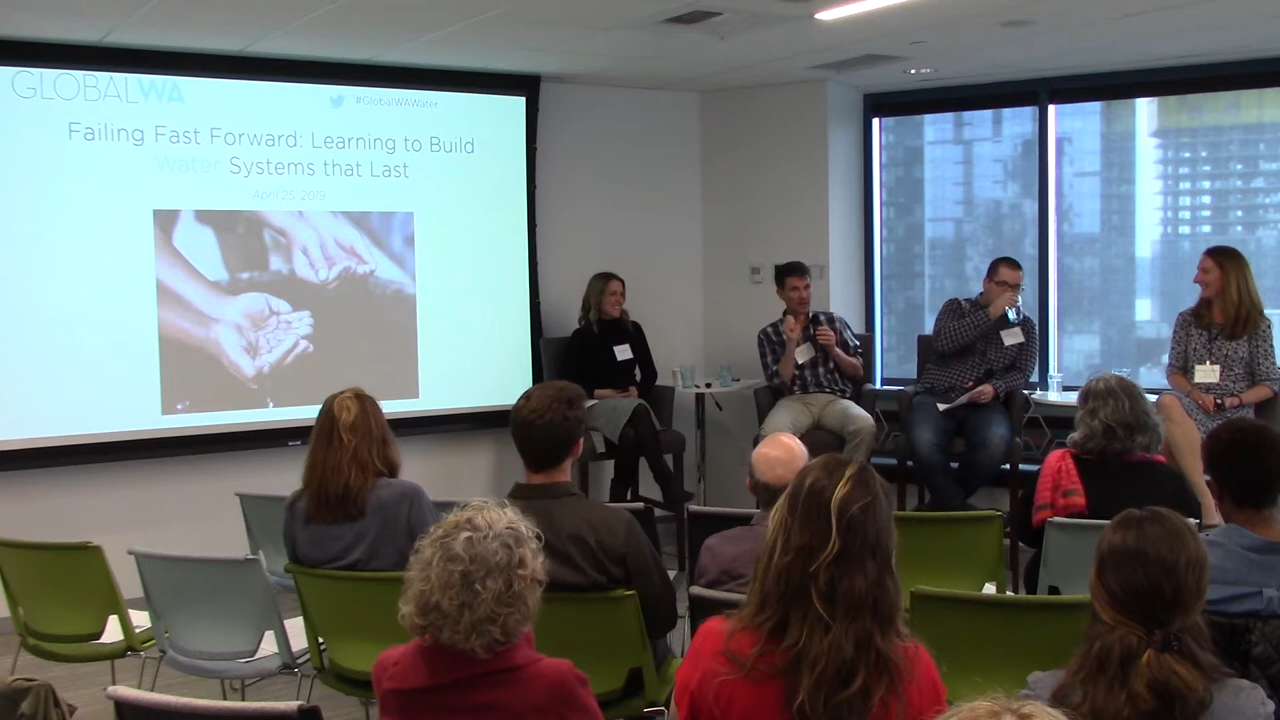 GLOBALWA
#GlobalWAWater
Failing Fast Forward: Learning to Build
Water Systems that Last
April 25, 2019